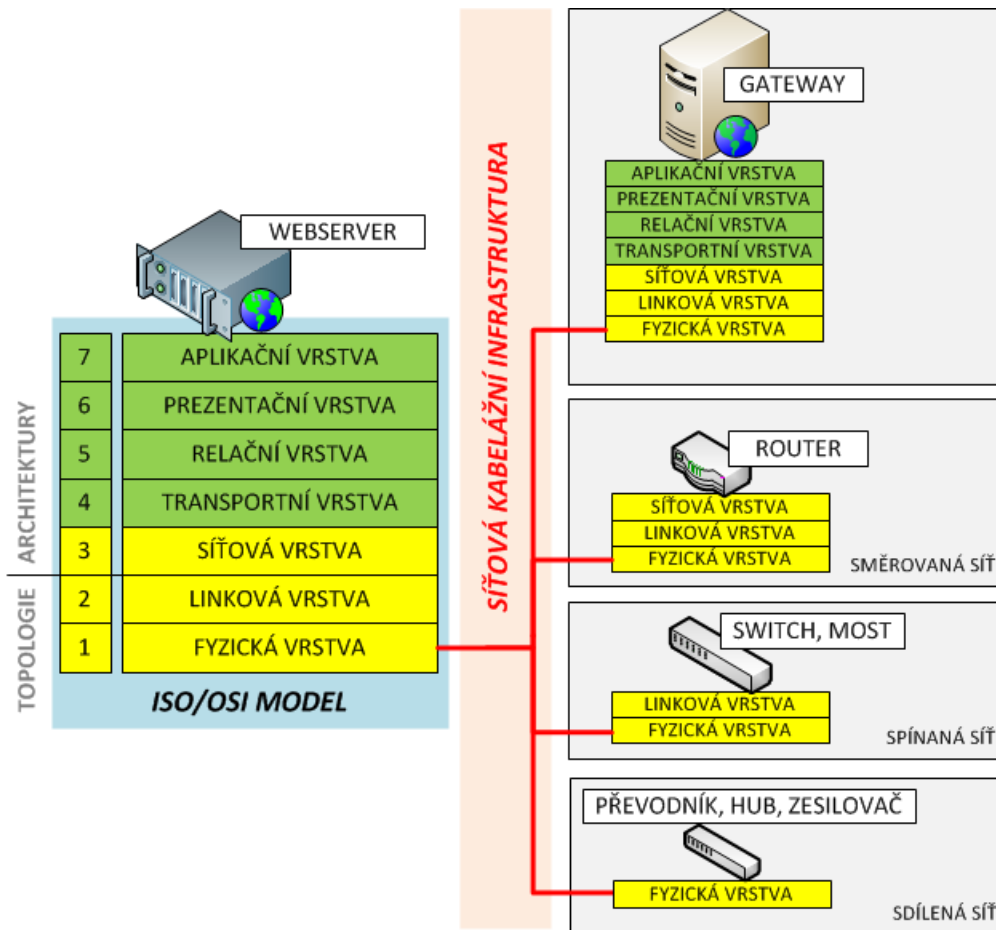 WEBSERVER
7
APLIKAČNÍ VRSTVA
6
PREZENTAČNÍ VRSTVA
5
RELAČNÍ VRSTVA
4
TRANSPORTNÍ VRSTVA
3
SÍŤOVÁ VRSTVA
2
LINKOVÁ VRSTVA
1
FYZICKÁ VRSTVA
ISO/OSI MODEL
ARCHITEKTURY
TOPOLOGIE
SÍŤOVÁ KABELÁŽNÍ INFRASTRUKTURA
GATEWAY
APLIKAČNÍ VRSTVA
PREZENTAČNÍ VRSTVA
RELAČNÍ VRSTVA
TRANSPORTNÍ VRSTVA
SÍŤOVÁ VRSTVA
LINKOVÁ VRSTVA
FYZICKÁ VRSTVA
ROUTER
SÍŤOVÁ VRSTVA
LINKOVÁ VRSTVA
FYZICKÁ VRSTVA
SMĚROVANÁ SÍŤ
SWITCH, MOST
LINKOVÁ VRSTVA
FYZICKÁ VRSTVA
SPÍNANÁ SÍŤ
PŘEVODNÍK, HUB, ZESILOVAČ
FYZICKÁ VRSTVA
SDÍLENÁ SÍŤ